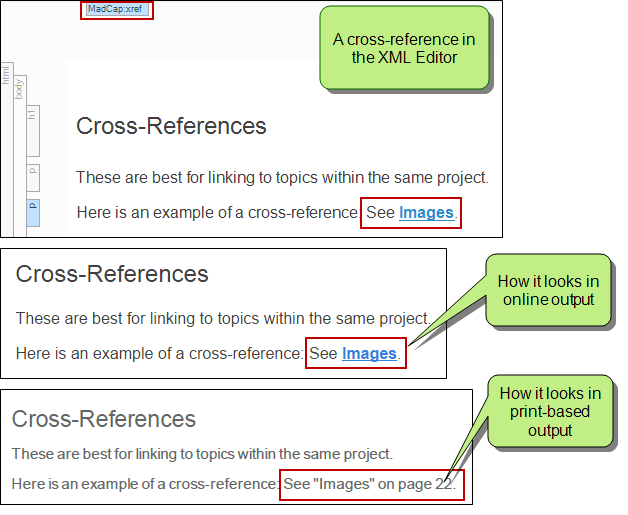 MadCap:xref
A cross-reference in
the XML Editor
html
body
h1
Cross-References
p
These are best for linking to topics within the same project.
p
Here is an example of a cross-reference: See Images.
Cross-References
How it looks in
online output
These are best for linking to topics within the same project.
Here is an example of a cross-reference: See Images.
How it looks in
print-based
output
Cross-References
These are best for linking to topics within the same project.
Here is an example of a cross-reference: See "Images" on page 22.